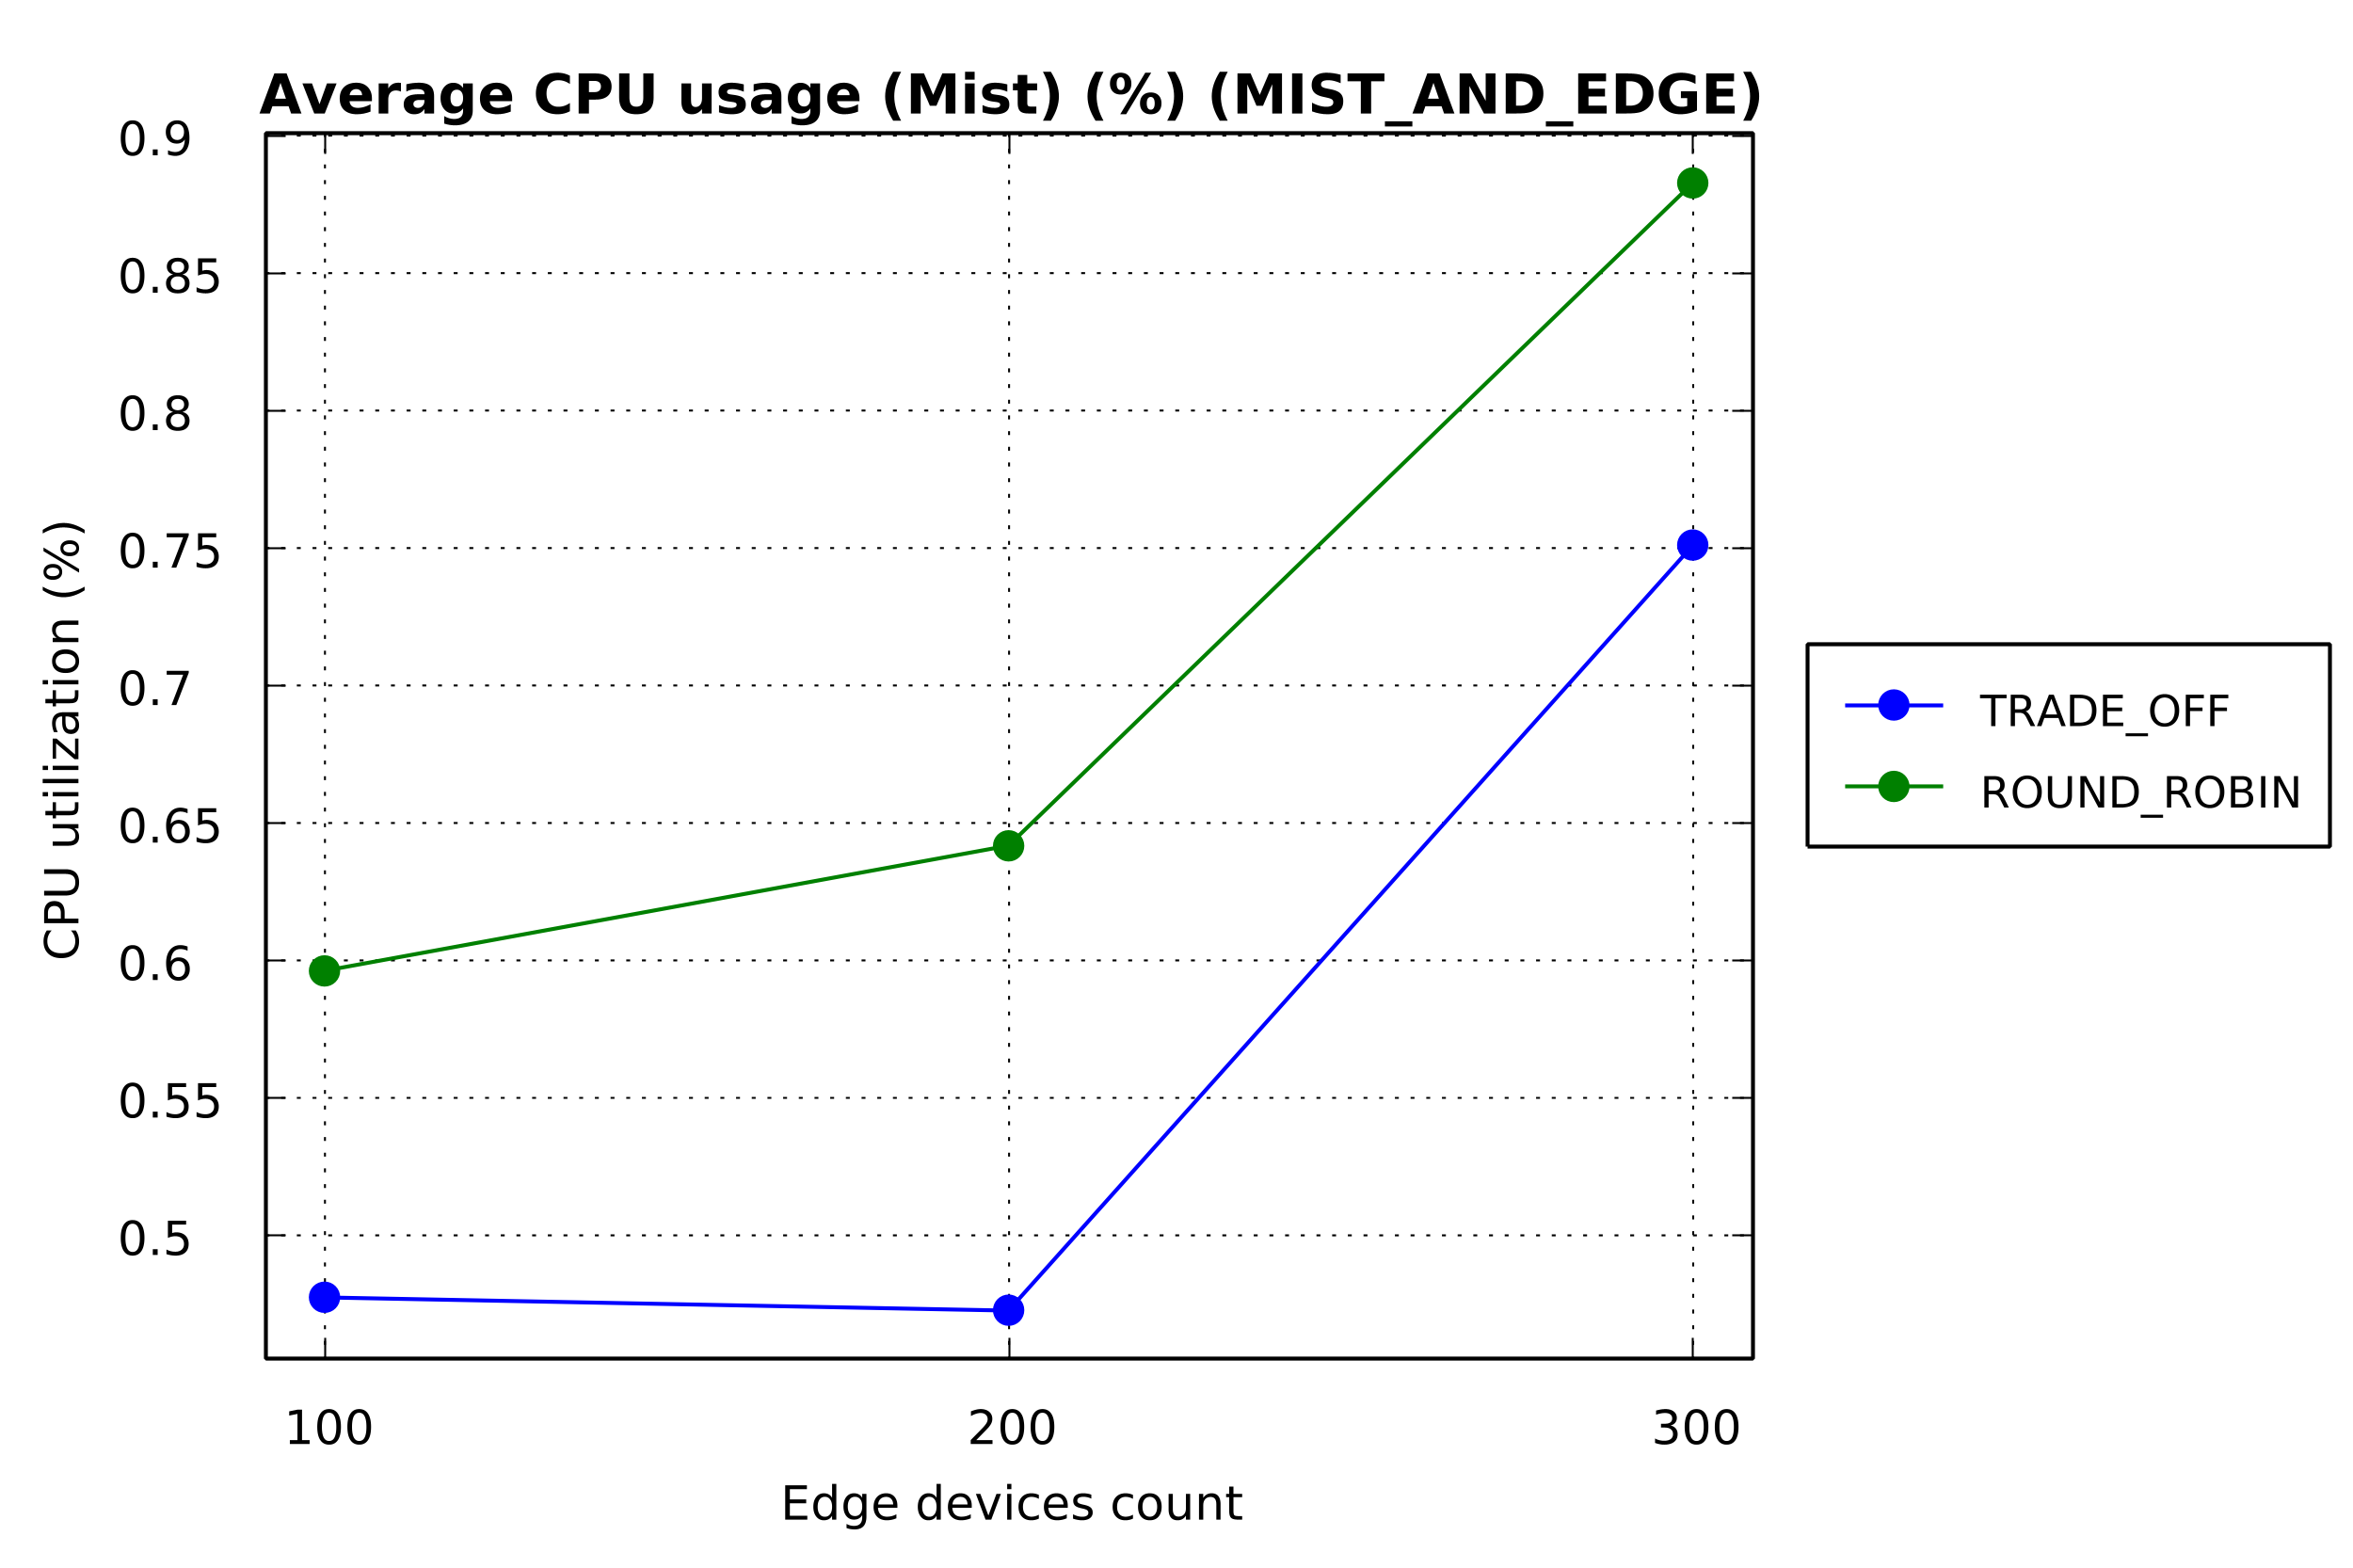 Average CPU usage (Mist) (%) (MIST_AND_EDGE)
0.9
0.85
0.8
0.75
0.7
0.65
0.6
0.55
0.5
CPU utilization (%)
TRADE_OFF
ROUND_ROBIN
100 200 300
Edge devices count